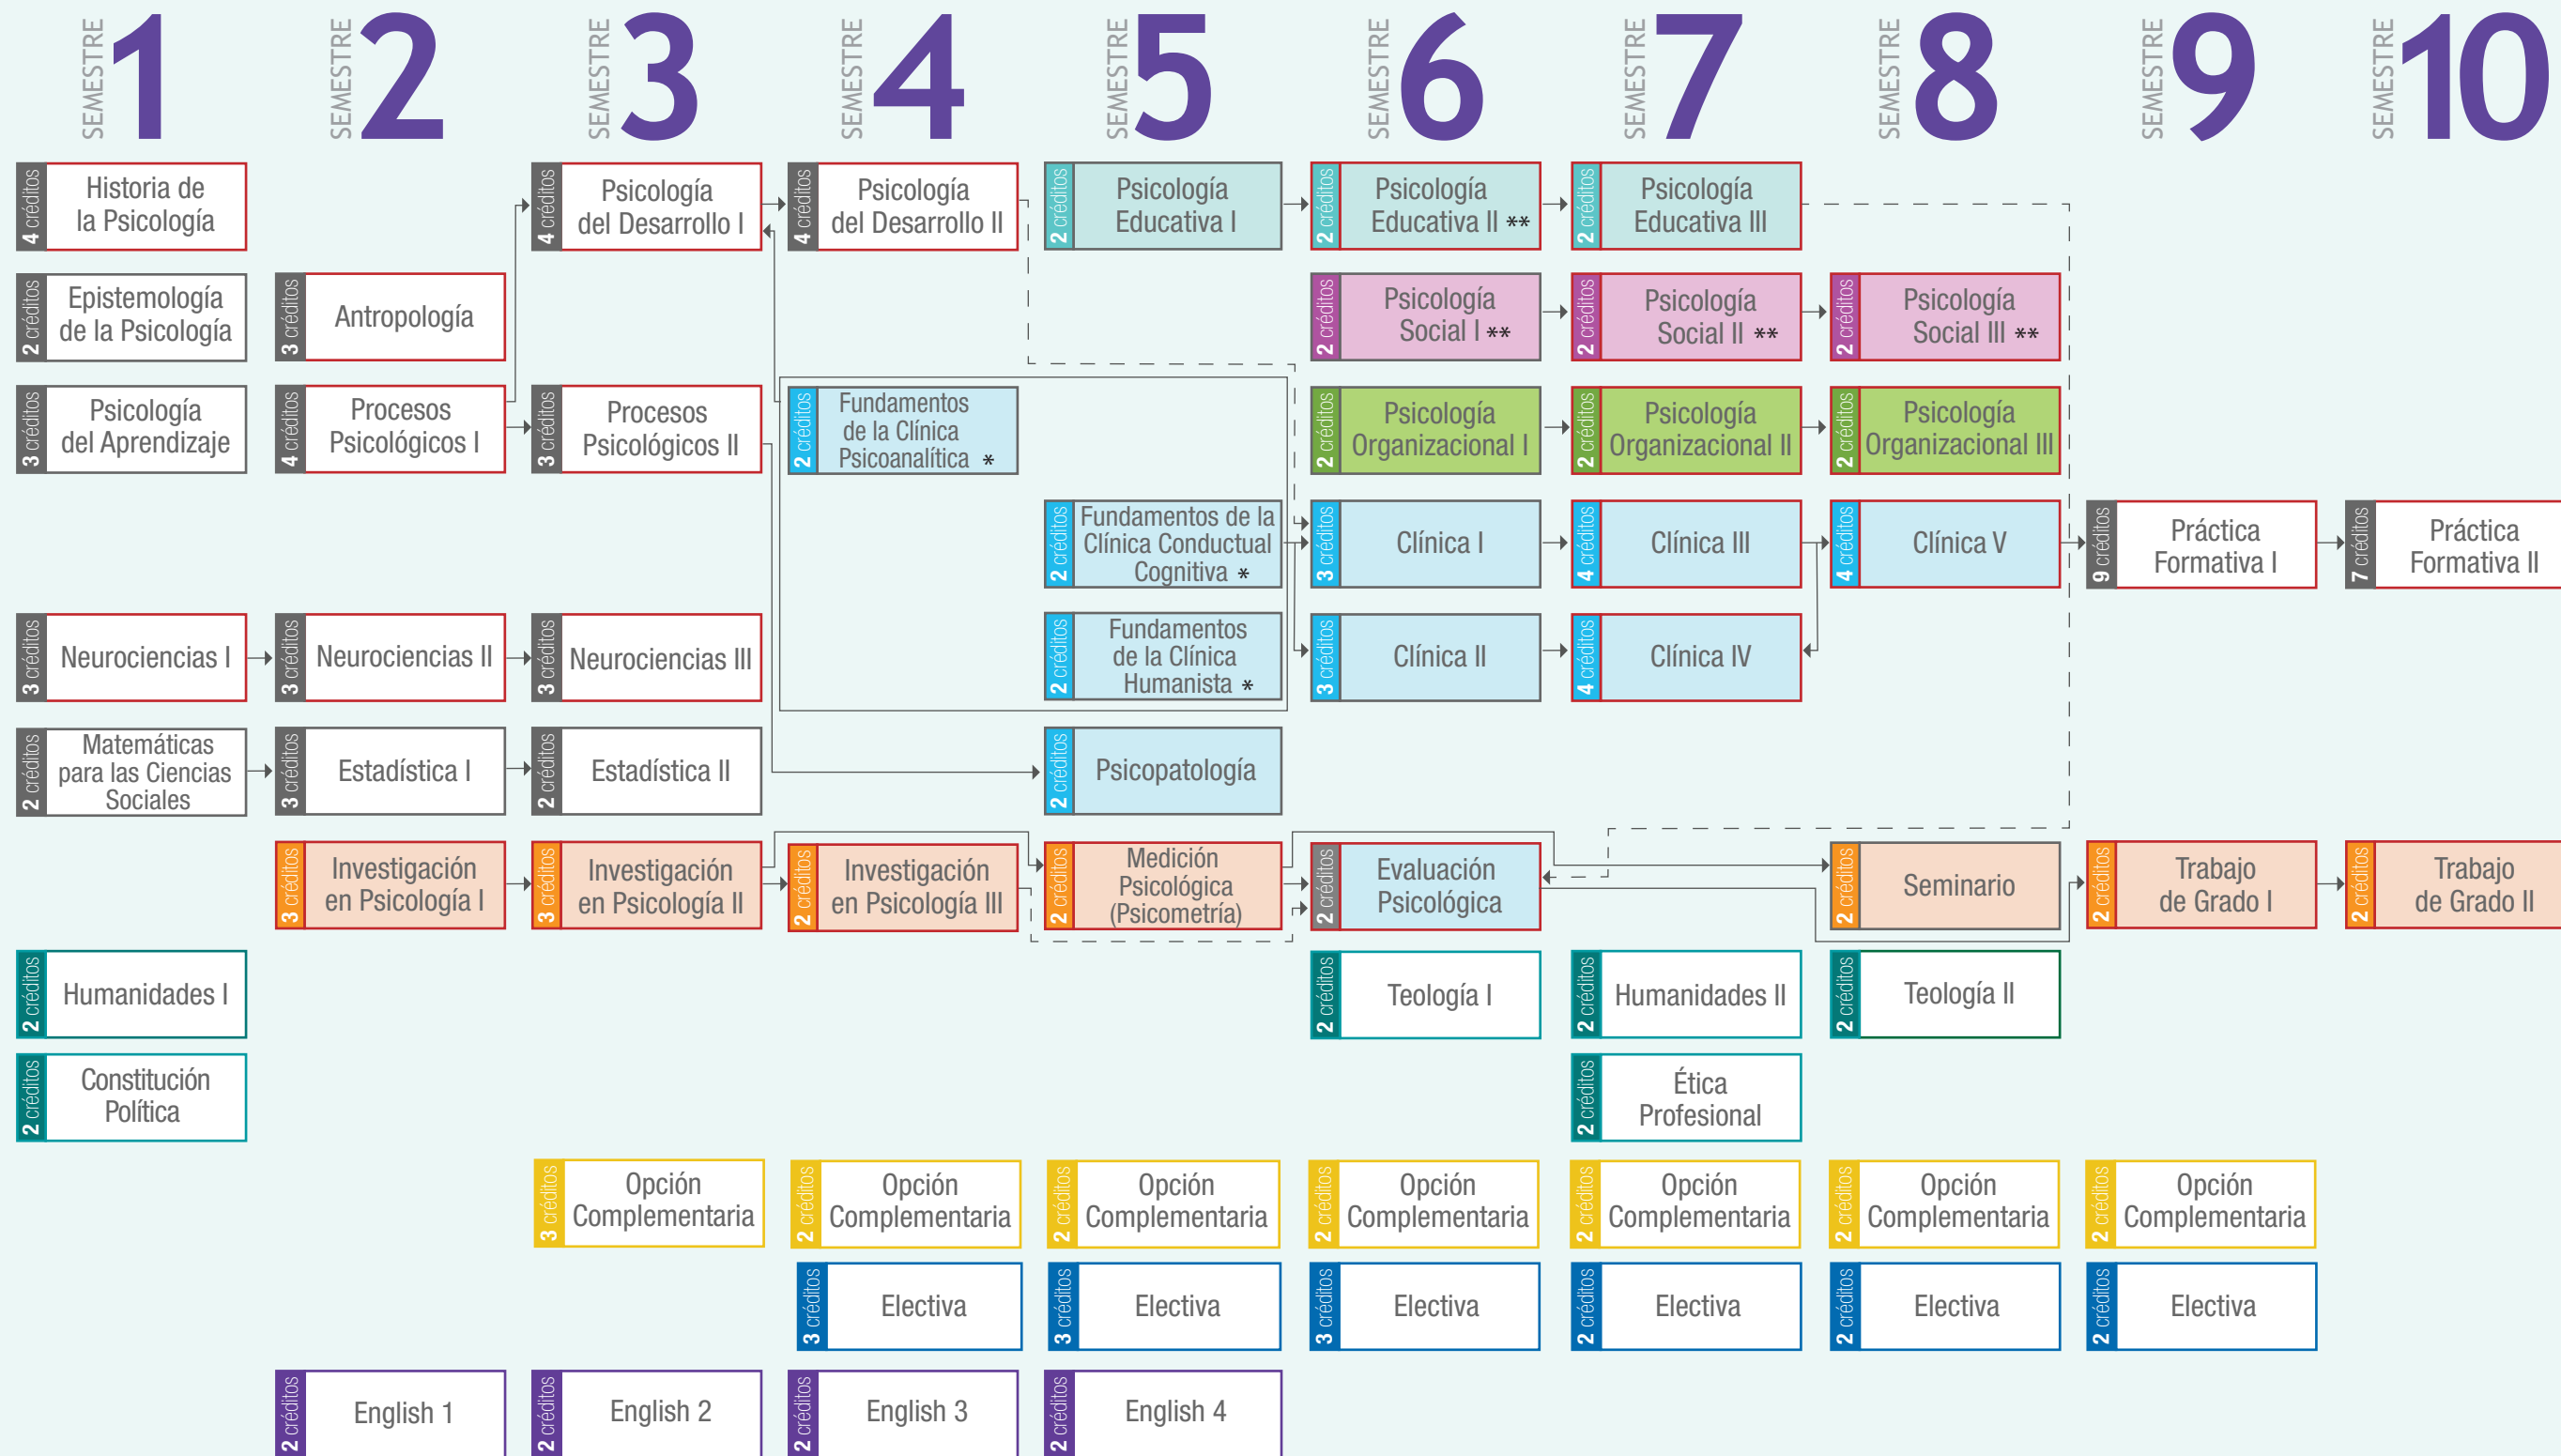 SEMESTRE 1
SEMESTRE 2
SEMESTRE 3
SEMESTRE 4
SEMESTRE 5
SEMESTRE 6
SEMESTRE 7
SEMESTRE 8
SEMESTRE 9
SEMESTRE 10
4 créditos
Historia de
la Psicología
4 créditos
Psicología
del Desarrollo I
4 créditos
Psicología
del Desarrollo II
2 créditos
Psicología
Educativa I
2 créditos
Psicología
Educativa II **
2 créditos
Psicología
Educativa III
2 créditos
Epistemología
de la Psicología
3 créditos
Antropología
2 créditos
Psicología
Social I **
2 créditos
Psicología
Social II **
2 créditos
Psicología
Social III **
3 créditos
Psicología
del Aprendizaje
4 créditos
Procesos
Psicológicos I
3 créditos
Procesos
Psicológicos II
2 créditos
Fundamentos
de la Clínica
Psicoanalítica *
2 créditos
Psicología
Organizacional I
2 créditos
Psicología
Organizacional II
2 créditos
Psicología
Organizacional III
2 créditos
Fundamentos de la
Clínica Conductual
Cognitiva *
3 créditos
Clínica I
4 créditos
Clínica III
4 créditos
Clínica V
9 créditos
Práctica
Formativa I
7 créditos
Práctica
Formativa II
3 créditos
Neurociencias I
3 créditos
Neurociencias II
3 créditos
Neurociencias III
2 créditos
Fundamentos
de la Clínica
Humanista *
3 créditos
Clínica II
4 créditos
Clínica IV
2 créditos
Matemáticas
para las Ciencias
Sociales
3 créditos
Estadística I
2 créditos
Estadística II
2 créditos
Psicopatología
3 créditos
Investigación
en Psicología I
3 créditos
Investigación
en Psicología II
2 créditos
Investigación
en Psicología III
2 créditos
Medición
Psicológica
(Psicometría)
2 créditos
Evaluación
Psicológica
2 créditos
Seminario
2 créditos
Trabajo
de Grado I
2 créditos
Trabajo
de Grado II
2 créditos
Humanidades I
2 créditos
Teología I
2 créditos
Humanidades II
2 créditos
Teología II
2 créditos
Constitución
Política
2 créditos
Ética
Profesional
3 créditos
Opción
Complementaria
2 créditos
Opción
Complementaria
2 créditos
Opción
Complementaria
2 créditos
Opción
Complementaria
2 créditos
Opción
Complementaria
2 créditos
Opción
Complementaria
2 créditos
Opción
Complementaria
3 créditos
Electiva
3 créditos
Electiva
3 créditos
Electiva
2 créditos
Electiva
2 créditos
Electiva
2 créditos
Electiva
2 créditos
English 1
2 créditos
English 2
2 créditos
English 3
2 créditos
English 4